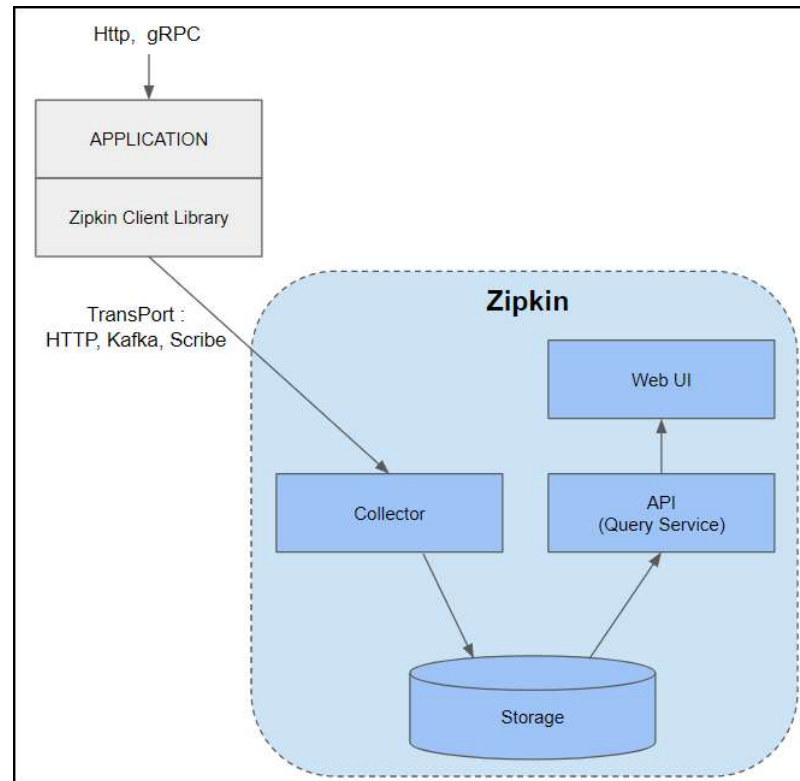 Http,  gRPC
APPLICATION
Zipkin Client Library
TransPort :
HTTP, Kafka, Scribe
Zipkin
Web UI
Collector
API
(Query Service)
Storage